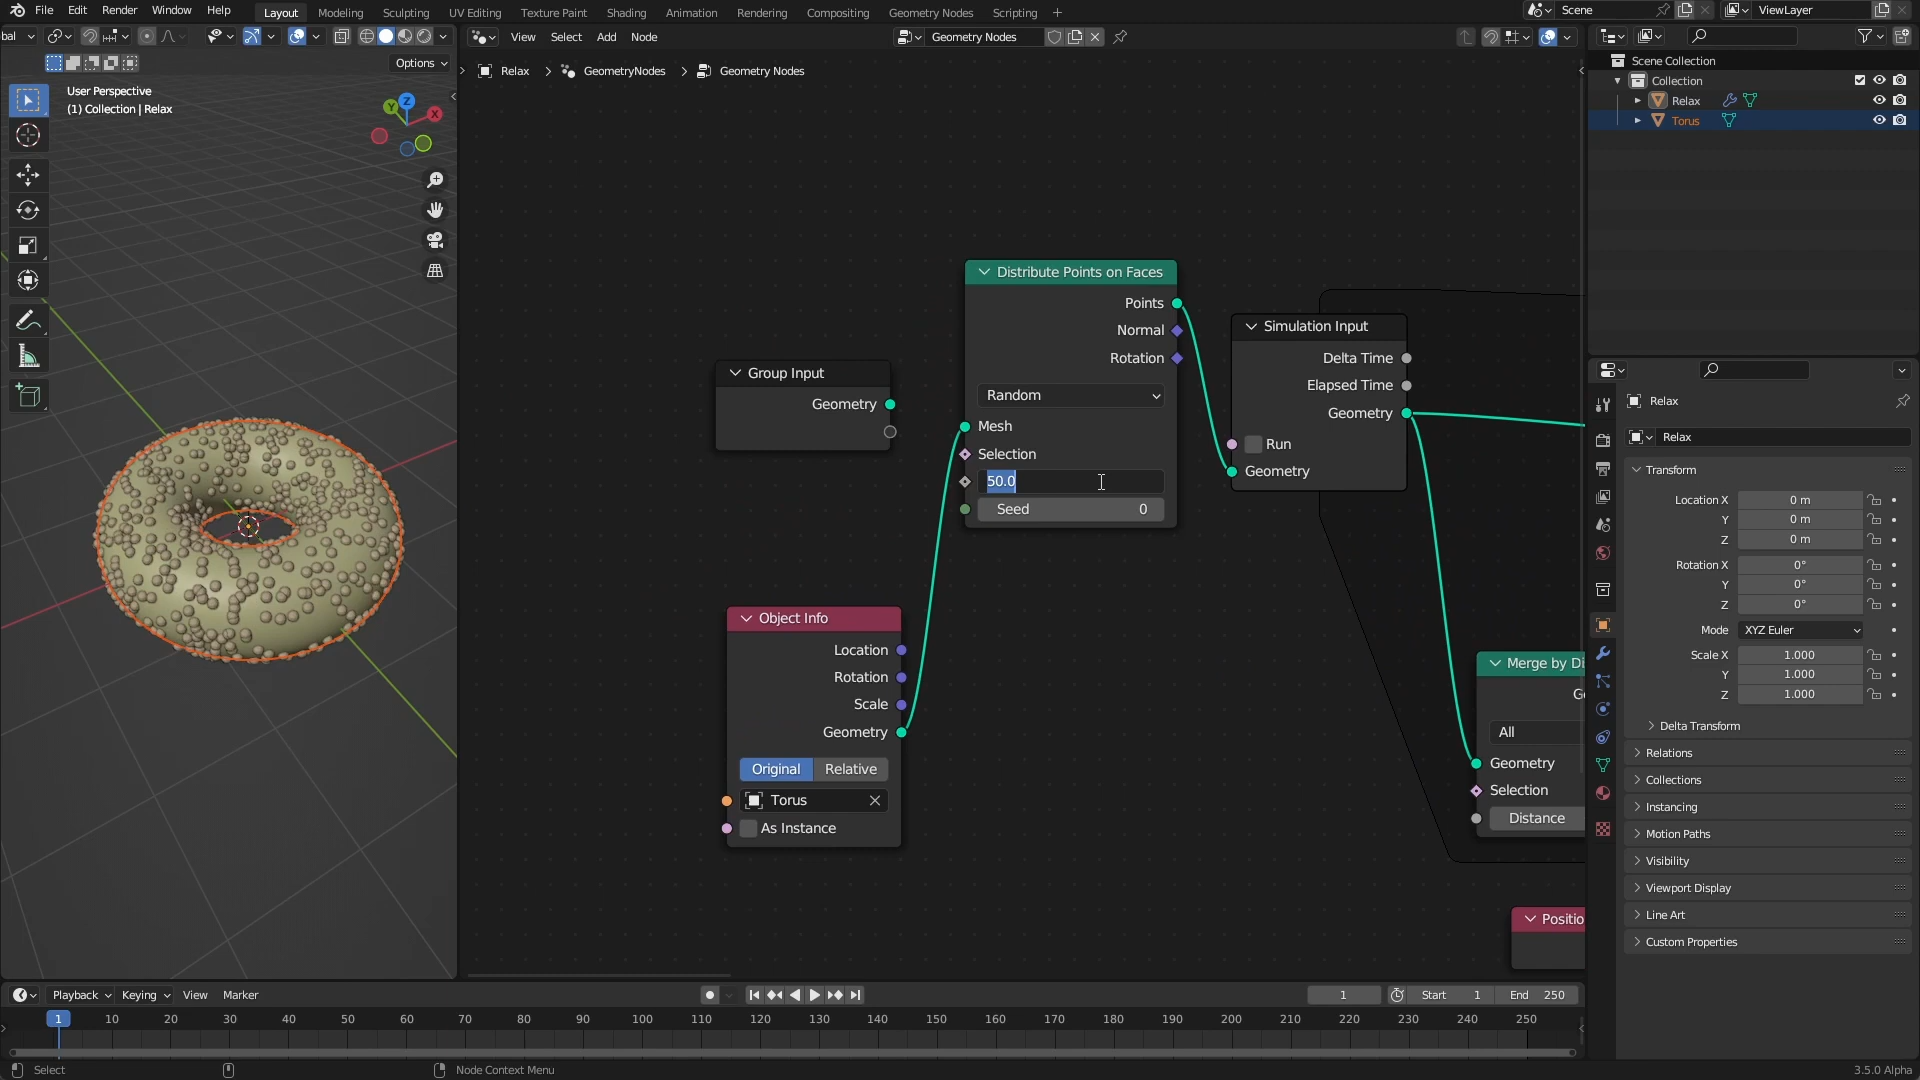 File Edit Render Window Help
Layout Modeling Sculpting UV Editing Texture Paint Shading Animation Rendering Compositing Geometry Nodes Scripting
Scene
ViewLayer
bal
View Select Add Node
Geometry Nodes
Options
Relax > GeometryNodes > Geometry Nodes
User Perspective
(1) Collection | Relax
Z
Y
X
Distribute Points on Faces
Points
Normal
Rotation
Random
Mesh
Selection
50.0
Seed 0
Group Input
Geometry
Simulation Input
Delta Time
Elapsed Time
Geometry
Run
Geometry
Object Info
Location
Rotation
Scale
Geometry
Original Relative
Torus
As Instance
Merge by Di
Ge
All
Geometry
Selection
Distance
Positio
Scene Collection
Collection
Relax
Torus
Relax
Relax
Transform
Location X 0 m
Y 0 m
Z 0 m
Rotation X 0°
Y 0°
Z 0°
Mode XYZ Euler
Scale X 1.000
Y 1.000
Z 1.000
Delta Transform
Relations
Collections
Instancing
Motion Paths
Visibility
Viewport Display
Line Art
Custom Properties
Playback Keying View Marker
1
Start 1
End 250
1 10 20 30 40 50 60 70 80 90 100 110 120 130 140 150 160 170 180 190 200 210 220 230 240 250
Select
Node Context Menu
3.5.0 Alpha